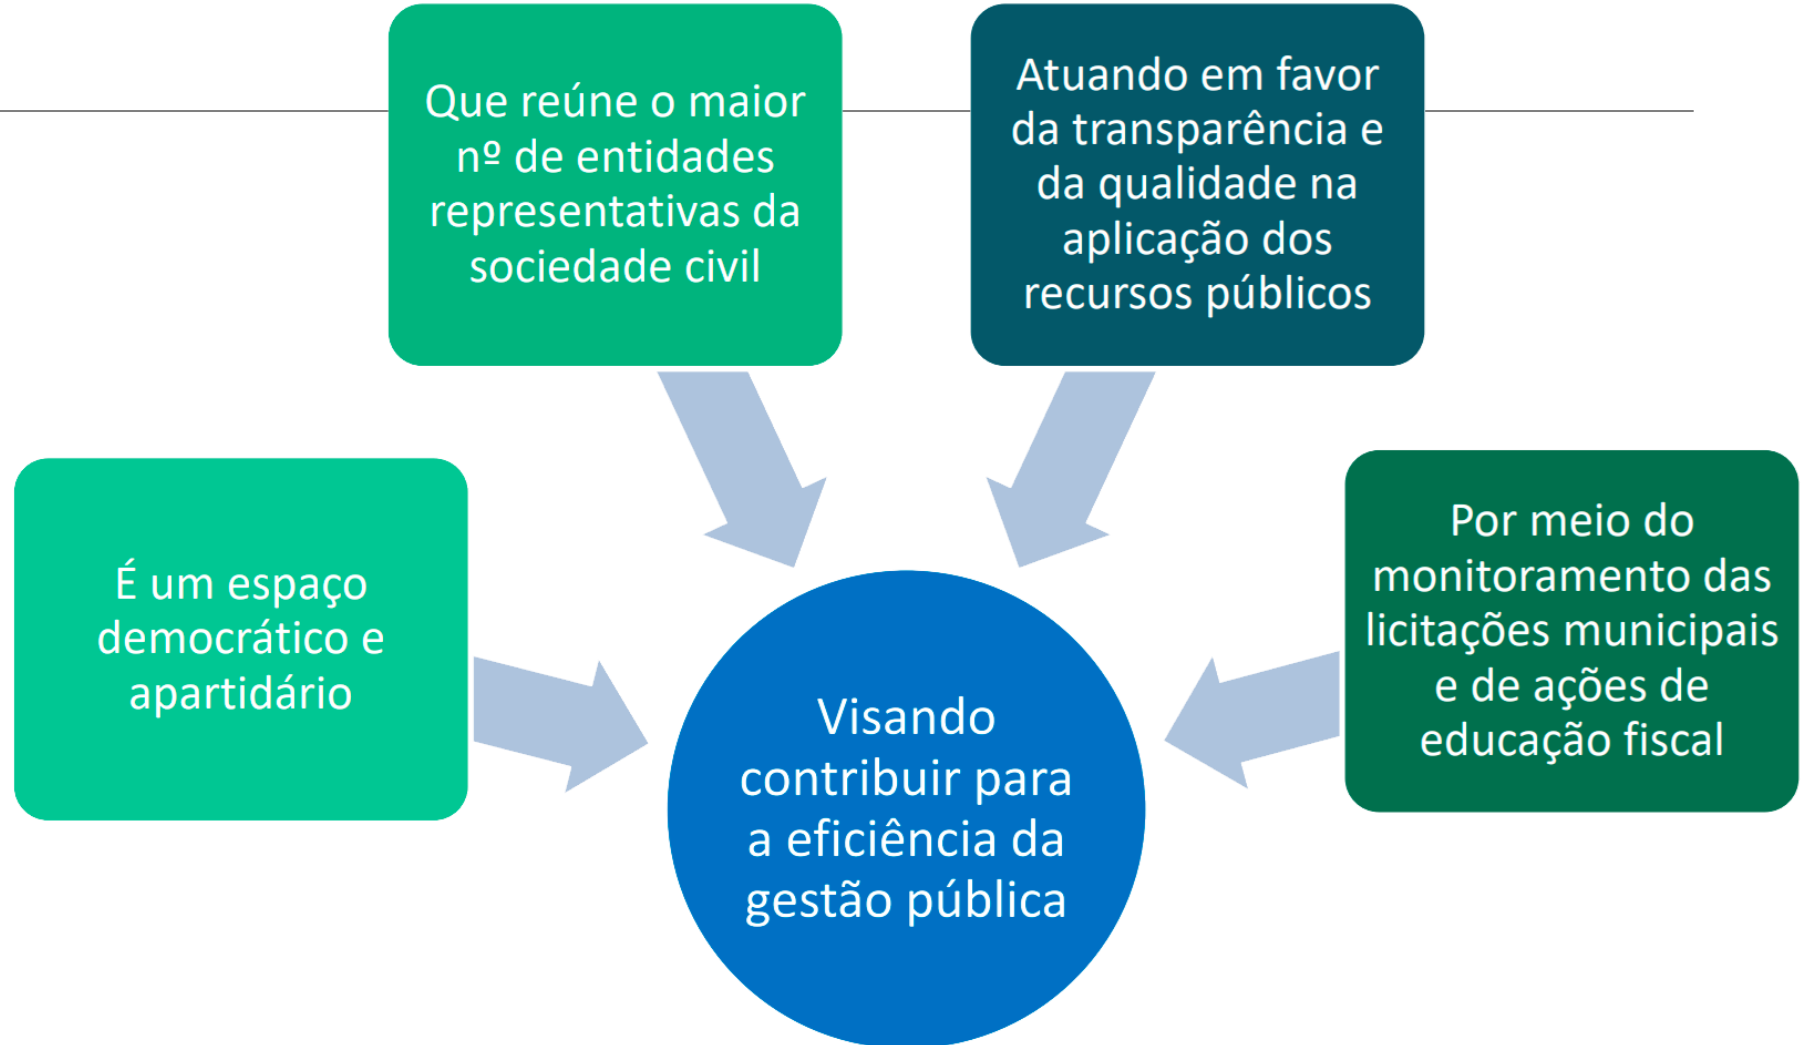 É um espaço
democrático e
apartidário
Que reúne o maior
nº de entidades
representativas da
sociedade civil
Atuando em favor
da transparência e
da qualidade na
aplicação dos
recursos públicos
Por meio do
monitoramento das
licitações municipais
e de ações de
educação fiscal
Visando
contribuir para
a eficiência da
gestão pública